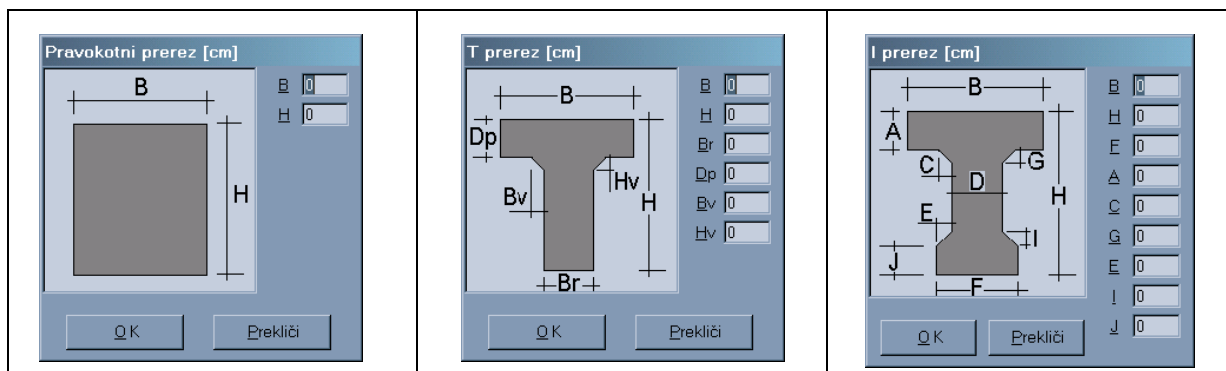 Pravokotni prerez [cm]
B
H
B 0
H 0
OK Prekliči
T prerez [cm]
B
Dp
Bv
Hv
H
Br
B 0
H 0
Br 0
Dp 0
Bv 0
Hv 0
OK Prekliči
I prerez [cm]
B
A
C
G
D
H
E
I
J
F
B 0
H 0
F 0
A 0
C 0
G 0
E 0
I 0
J 0
OK Prekliči